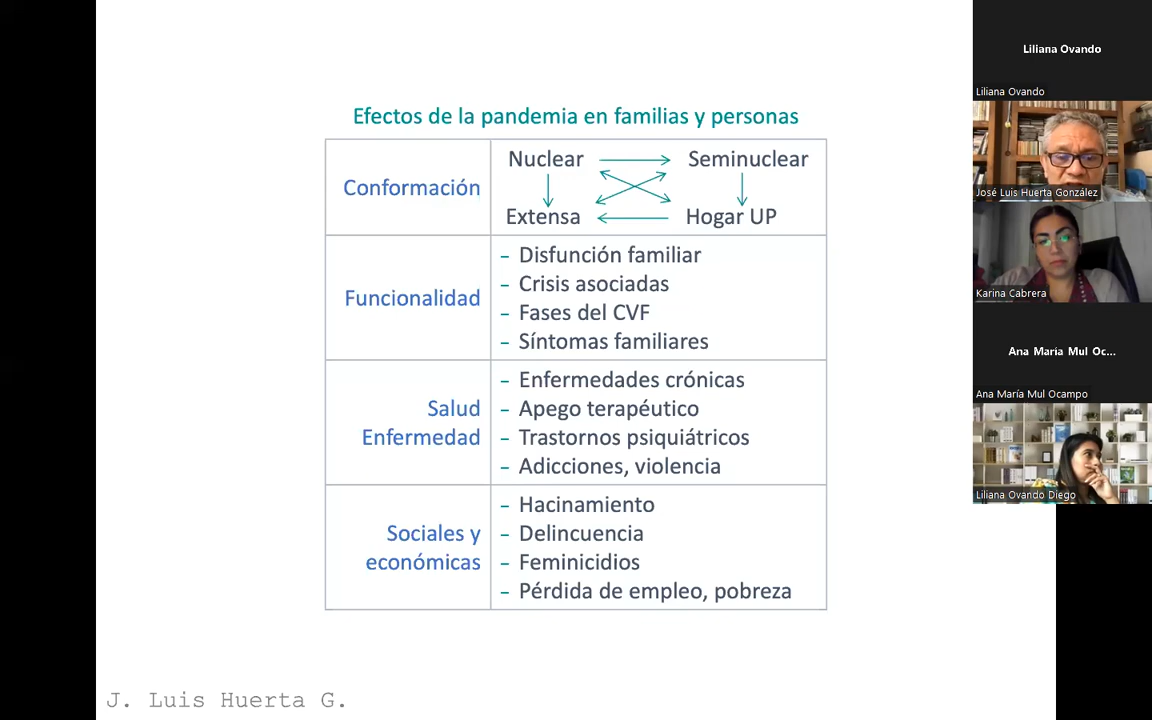 Efectos de la pandemia en familias y personas
Conformación
Nuclear
Seminuclear
Extensa
Hogar UP
Funcionalidad
- Disfunción familiar
- Crisis asociadas
- Fases del CVF
- Síntomas familiares
Salud
Enfermedad
- Enfermedades crónicas
- Apego terapéutico
- Trastornos psiquiátricos
- Adicciones, violencia
Sociales y
económicas
- Hacinamiento
- Delincuencia
- Feminicidios
- Pérdida de empleo, pobreza
J. Luis Huerta G.
Liliana Ovando
Liliana Ovando
José Luis Huerta González
Karina Cabrera
Ana María Mul Oc...
Ana María Mul Ocampo
Liliana Ovando Diego